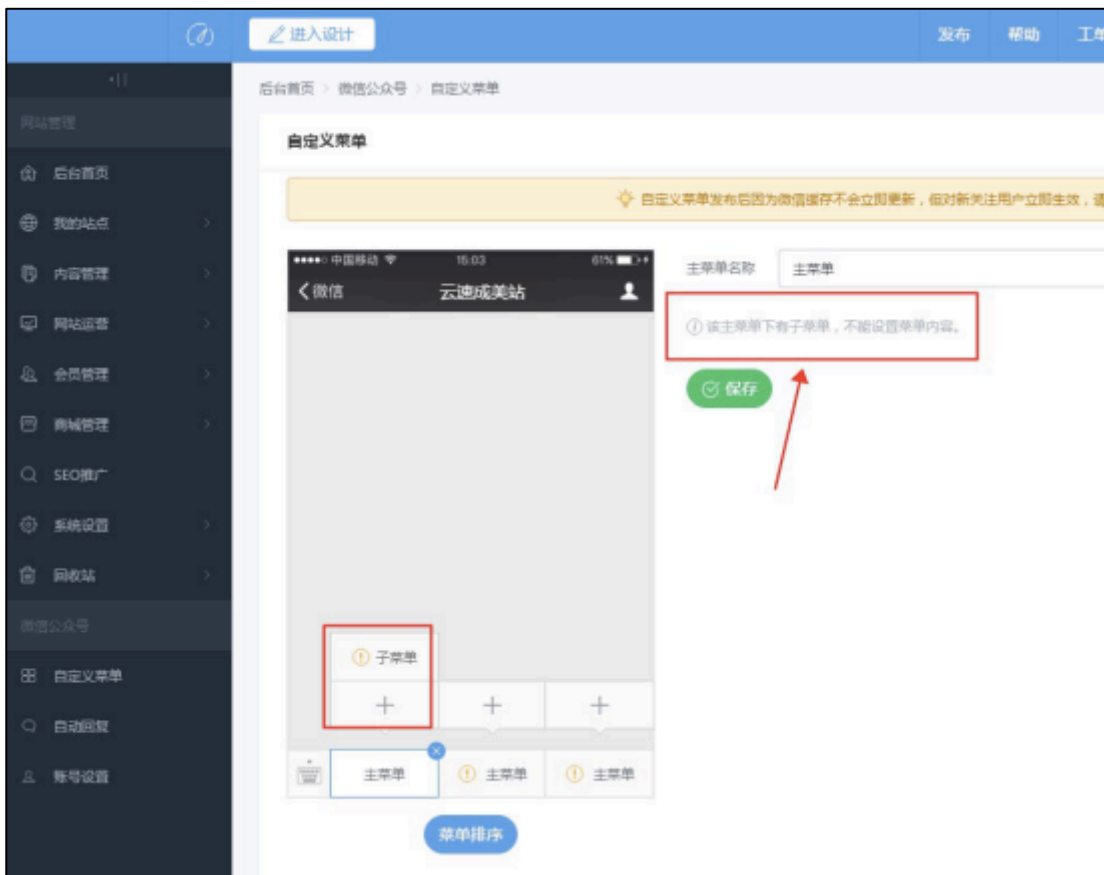 进入设计
发布 帮助 工单
网站管理
后台首页
我的站点
内容管理
网站运营
会员管理
商城管理
SEO推广
系统设置
回收站
微信公众号
自定义菜单
自动回复
账号设置
后台首页 > 微信公众号 > 自定义菜单
自定义菜单
自定义菜单发布后因为微信缓存不会立即更新，但对新关注用户立即生效，请
中国移动 15:03 61%
微信 云速成美站
子菜单
+ + +
主菜单 主菜单 主菜单
菜单排序
主菜单名称 主菜单
该主菜单下有子菜单，不能设置菜单内容。
保存